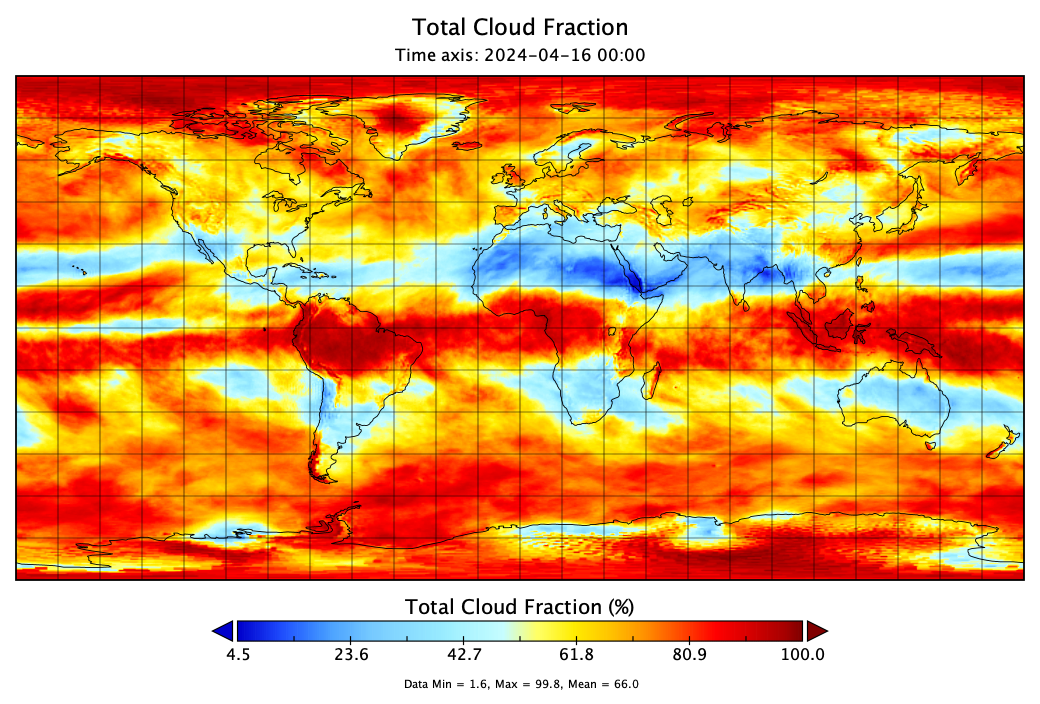 Total Cloud Fraction
Time axis: 2024-04-16 00:00
Total Cloud Fraction (%)
4.5 23.6 42.7 61.8 80.9 100.0
Data Min = 1.6, Max = 99.8, Mean = 66.0